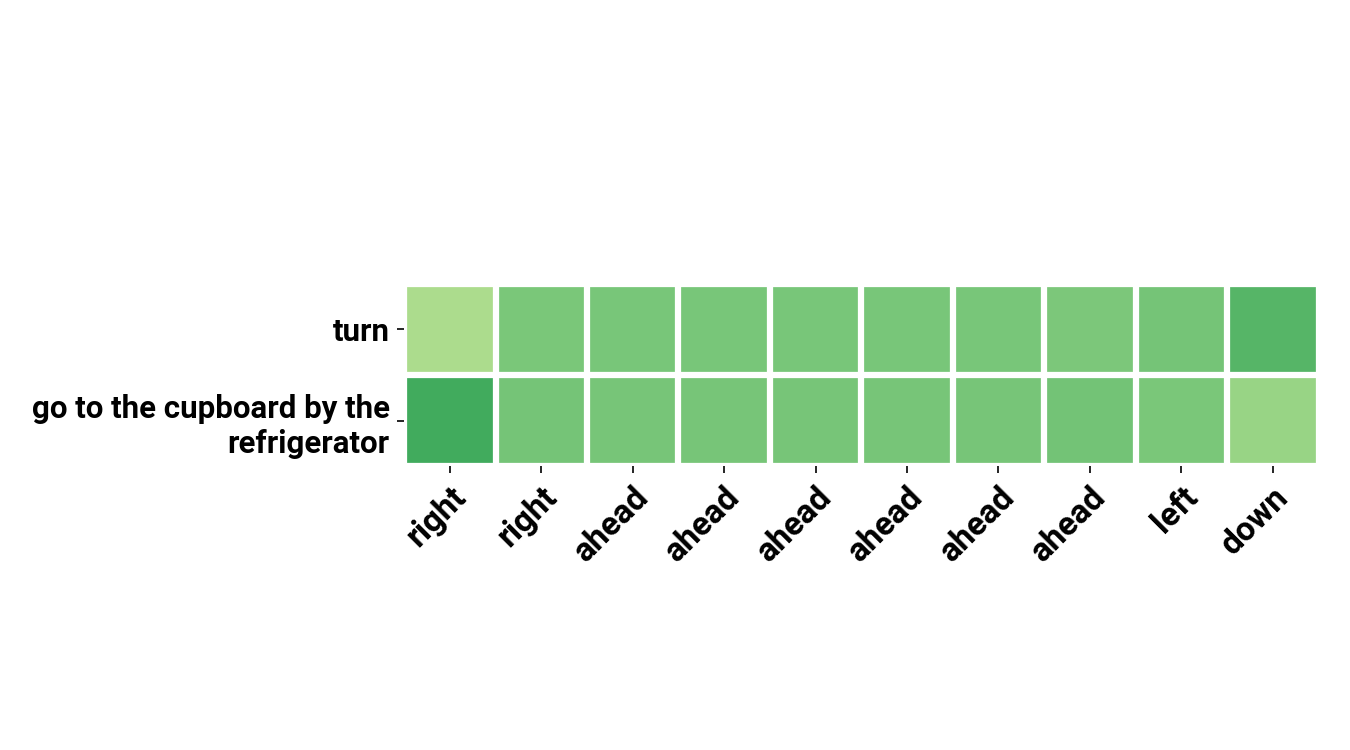 turn
go to the cupboard by the
refrigerator
right
right
ahead
ahead
ahead
ahead
ahead
ahead
left
down